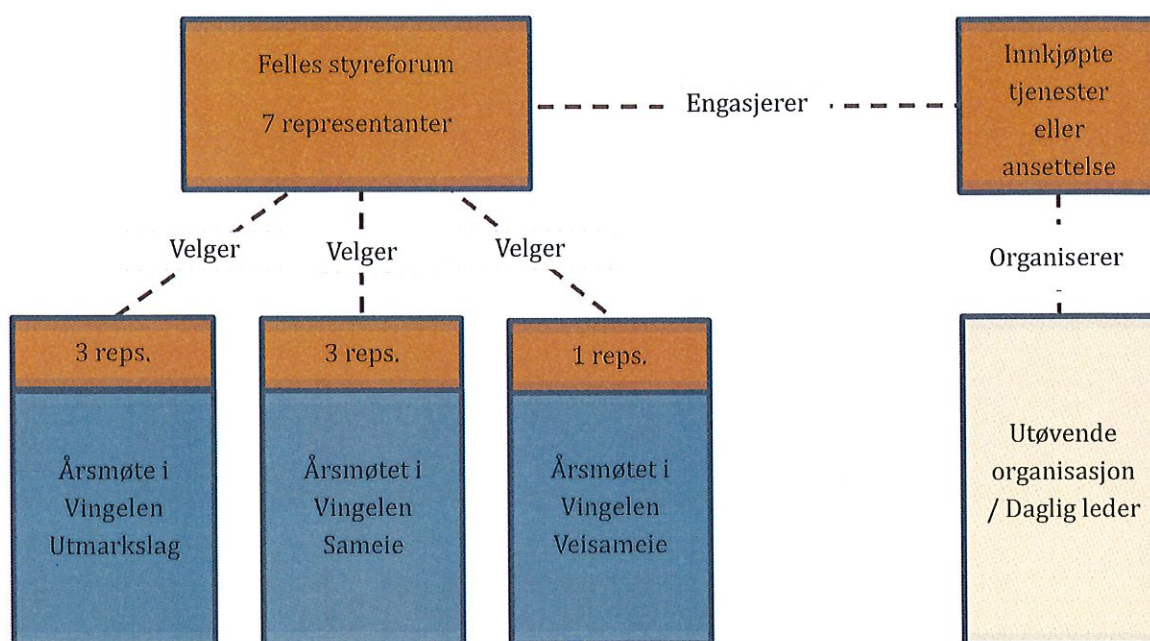 Felles styreforum
7 representanter
Engasjerer
Innkjøpte
tjenester
eller
ansettelse
Velger
Velger
Velger
Organiserer
3 reps.
3 reps.
1 reps.
Årsmøte i
Vingelen
Utmarkslag
Årsmøtet i
Vingelen
Sameie
Årsmøtet i
Vingelen
Veisameie
Utøvende
organisasjon
/ Daglig leder